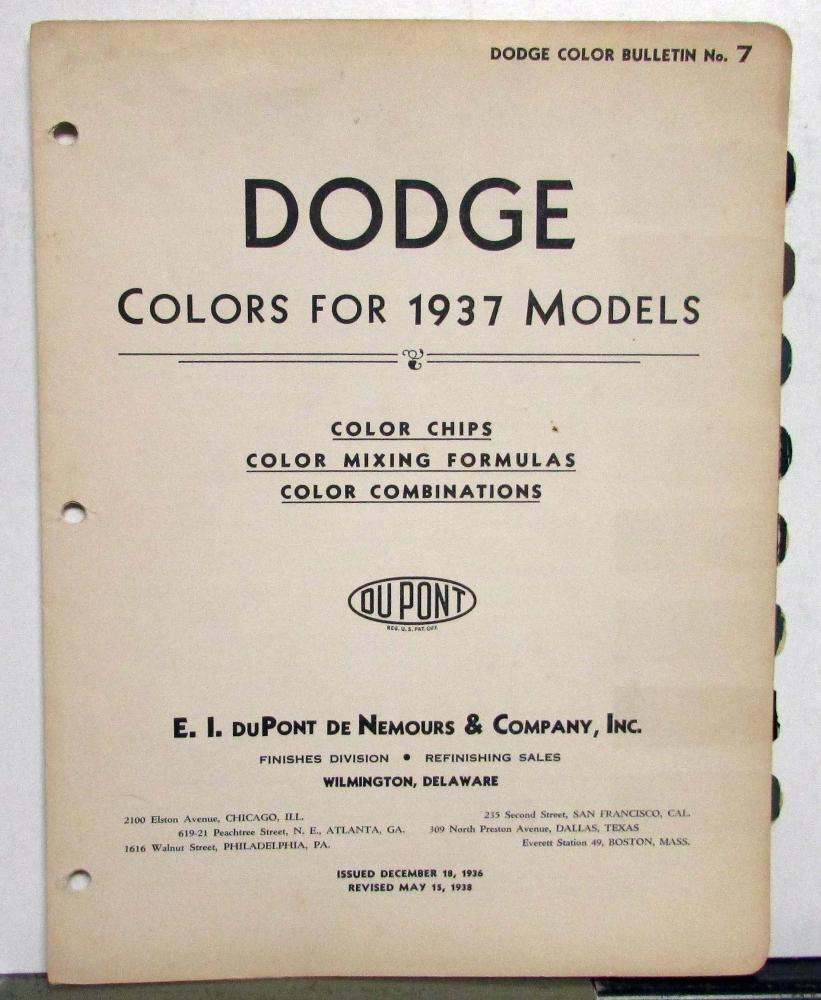 DODGE COLOR BULLETIN No. 7
DODGE
COLORS FOR 1937 MODELS
COLOR CHIPS
COLOR MIXING FORMULAS
COLOR COMBINATIONS
DU PONT
REG. U. S. PAT. OFF.
E. I. DUPONT DE NEMOURS & COMPANY, INC.
FINISHES DIVISION • REFINISHING SALES
WILMINGTON, DELAWARE
2100 Elston Avenue, CHICAGO, ILL. 235 Second Street, SAN FRANCISCO, CAL.
619-21 Peachtree Street, N. E., ATLANTA, GA. 309 North Preston Avenue, DALLAS, TEXAS
1616 Walnut Street, PHILADELPHIA, PA. Everett Station 49, BOSTON, MASS.
ISSUED DECEMBER 18, 1936
REVISED MAY 15, 1938